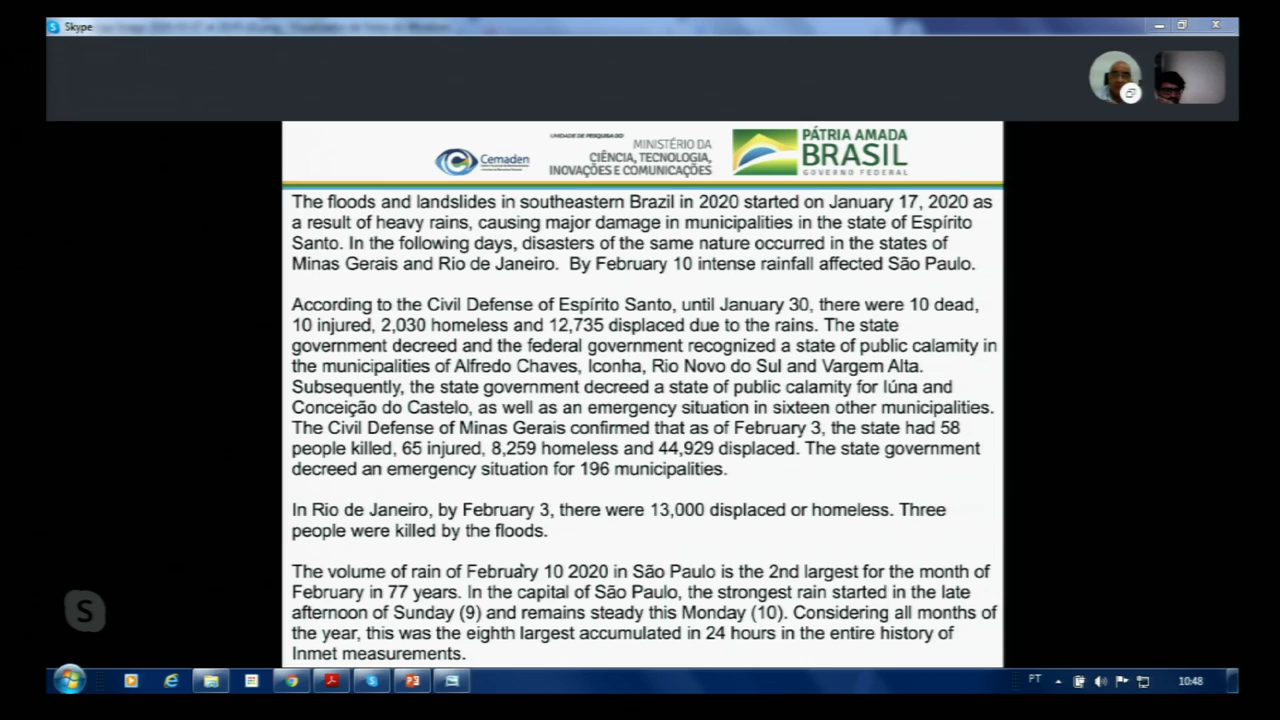 Skype
UNIDADE DE PESQUISA DO
MINISTÉRIO DA
CIÊNCIA, TECNOLOGIA,
INOVAÇÕES E COMUNICAÇÕES
Cemaden
PÁTRIA AMADA
BRASIL
GOVERNO FEDERAL
The floods and landslides in southeastern Brazil in 2020 started on January 17, 2020 as
a result of heavy rains, causing major damage in municipalities in the state of Espírito
Santo. In the following days, disasters of the same nature occurred in the states of
Minas Gerais and Rio de Janeiro. By February 10 intense rainfall affected São Paulo.
According to the Civil Defense of Espírito Santo, until January 30, there were 10 dead,
10 injured, 2,030 homeless and 12,735 displaced due to the rains. The state
government decreed and the federal government recognized a state of public calamity in
the municipalities of Alfredo Chaves, Iconha, Rio Novo do Sul and Vargem Alta.
Subsequently, the state government decreed a state of public calamity for Iúna and
Conceição do Castelo, as well as an emergency situation in sixteen other municipalities.
The Civil Defense of Minas Gerais confirmed that as of February 3, the state had 58
people killed, 65 injured, 8,259 homeless and 44,929 displaced. The state government
decreed an emergency situation for 196 municipalities.
In Rio de Janeiro, by February 3, there were 13,000 displaced or homeless. Three
people were killed by the floods.
The volume of rain of February 10 2020 in São Paulo is the 2nd largest for the month of
February in 77 years. In the capital of São Paulo, the strongest rain started in the late
afternoon of Sunday (9) and remains steady this Monday (10). Considering all months of
the year, this was the eighth largest accumulated in 24 hours in the entire history of
Inmet measurements.
S
PT
10:48